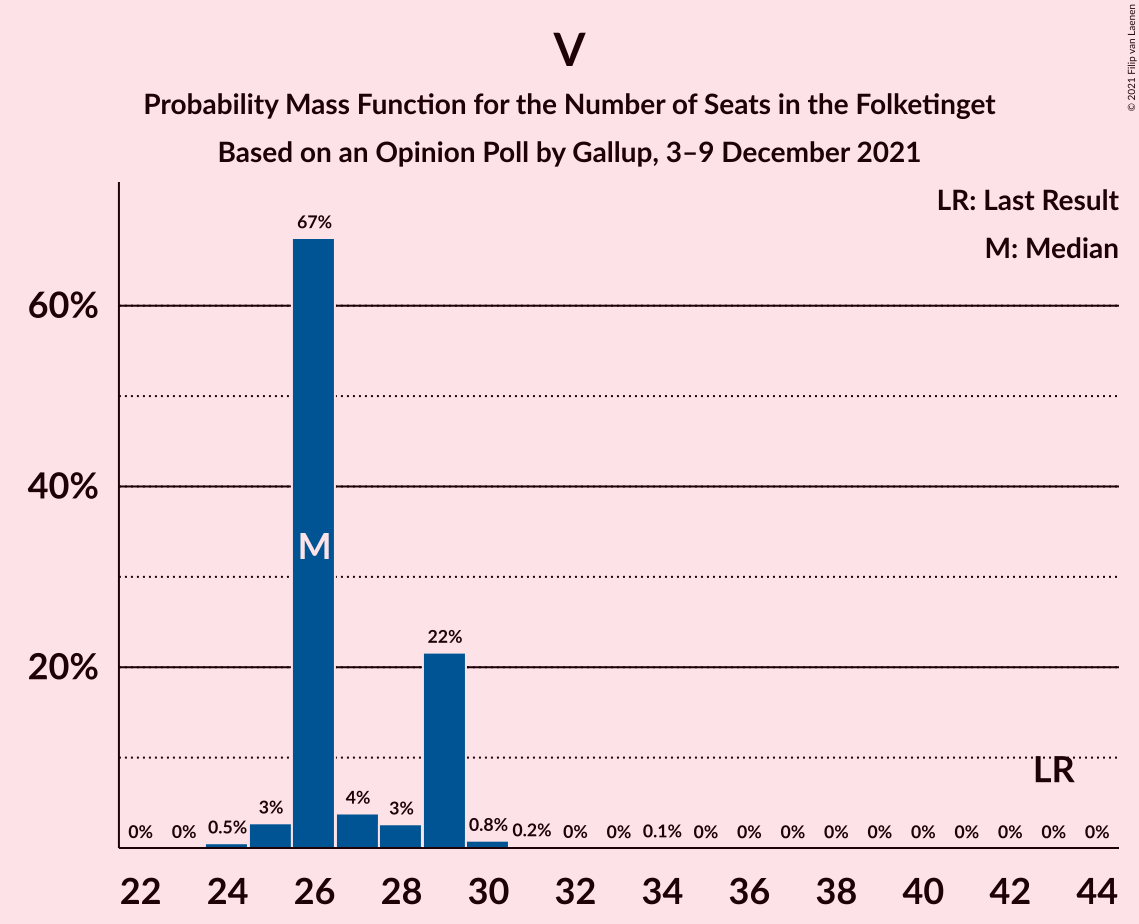 V
Probability Mass Function for the Number of Seats in the Folketinget
Based on an Opinion Poll by Gallup, 3–9 December 2021
© 2021 Filip van Laenen
LR: Last Result
M: Median
60%
40%
20%
0% 0% 0.5% 3% 67% 4% 3% 22% 0.8% 0.2% 0% 0% 0.1% 0% 0% 0% 0% 0% 0% 0% 0% 0% 0%
M
LR
22 24 26 28 30 32 34 36 38 40 42 44